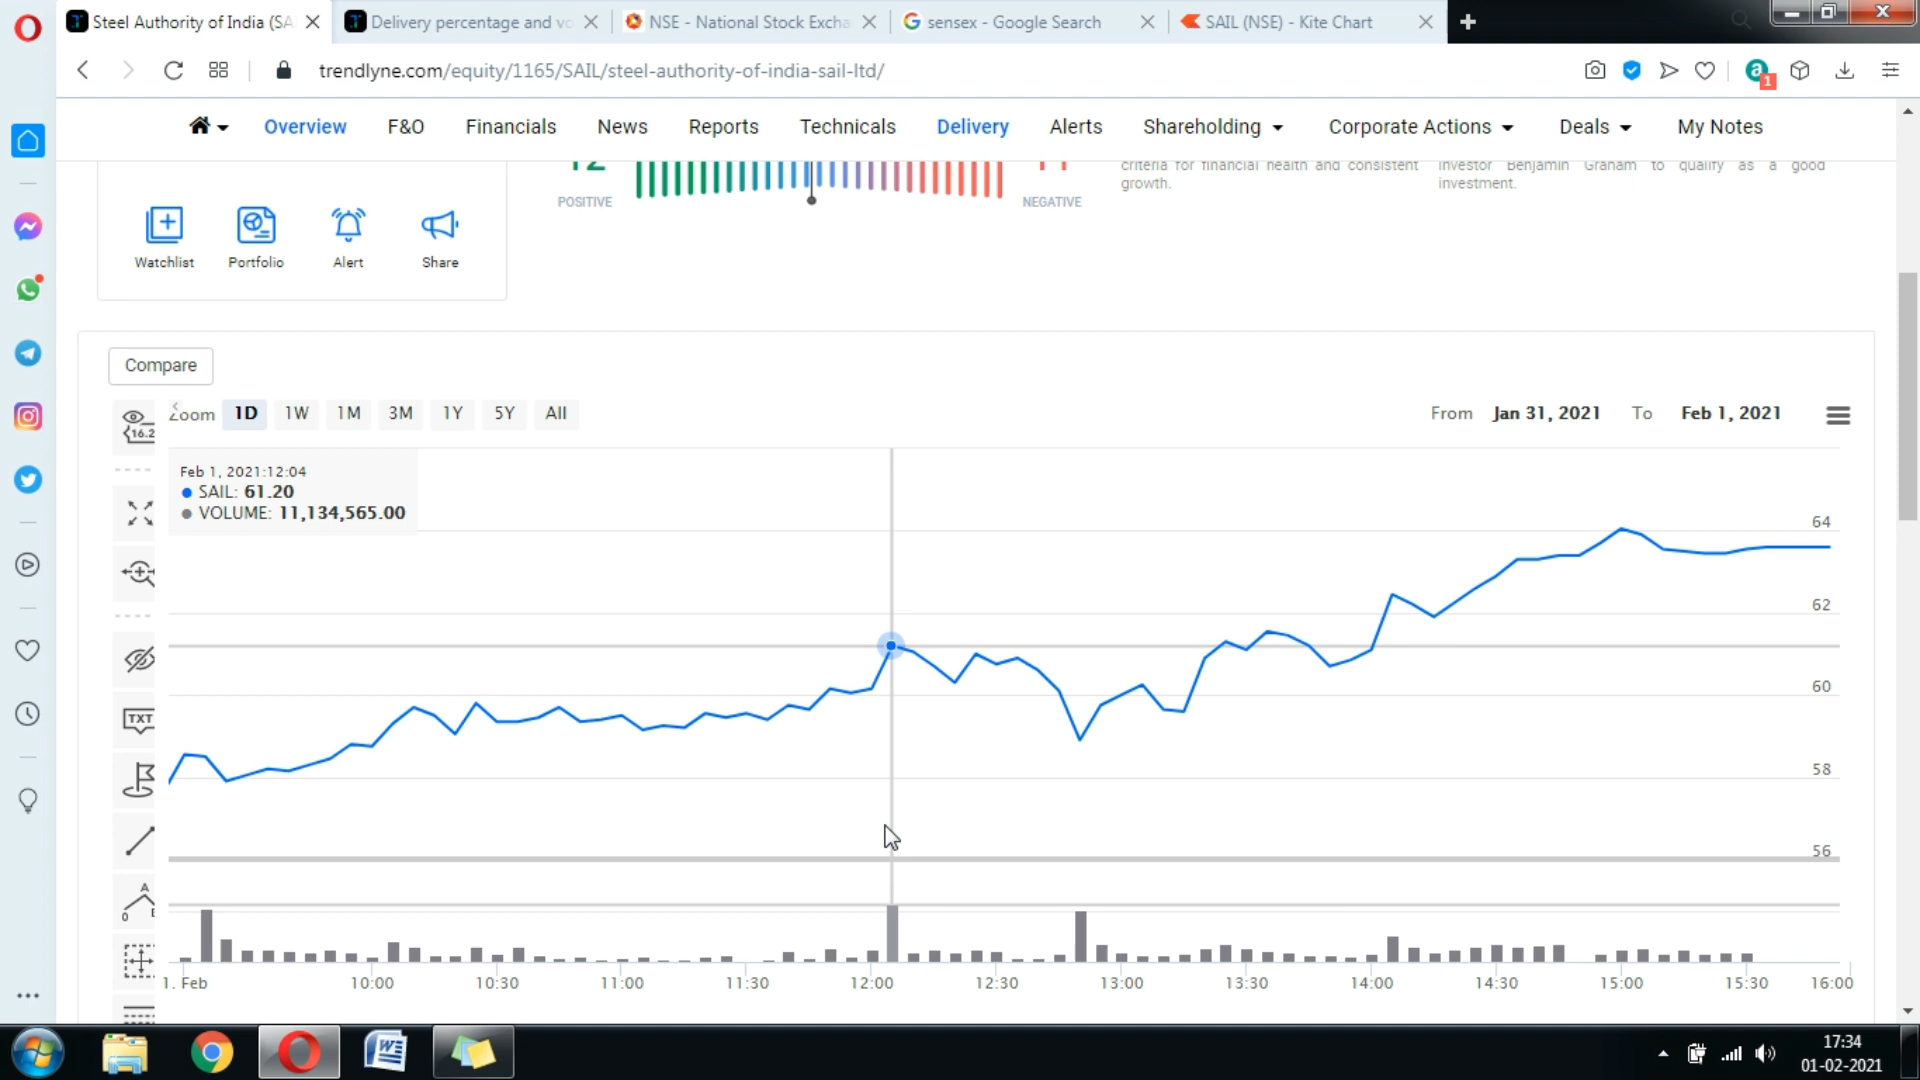 Steel Authority of India (SA
Delivery percentage and vo
NSE - National Stock Excha
sensex - Google Search
SAIL (NSE) - Kite Chart
trendlyne.com/equity/1165/SAIL/steel-authority-of-india-sail-ltd/
1
Overview F&O Financials News Reports Technicals Delivery Alerts Shareholding Corporate Actions Deals My Notes
criteria for financial health and consistent
growth.
investor Benjamin Graham to qualify as a good
investment.
POSITIVE
NEGATIVE
Watchlist Portfolio Alert Share
Compare
Zoom 1D 1W 1M 3M 1Y 5Y All
From Jan 31, 2021 To Feb 1, 2021
16.2
Feb 1, 2021:12:04
SAIL: 61.20
VOLUME: 11,134,565.00
64
62
60
58
56
TXT
A
0
1. Feb 10:00 10:30 11:00 11:30 12:00 12:30 13:00 13:30 14:00 14:30 15:00 15:30 16:00
17:34
01-02-2021